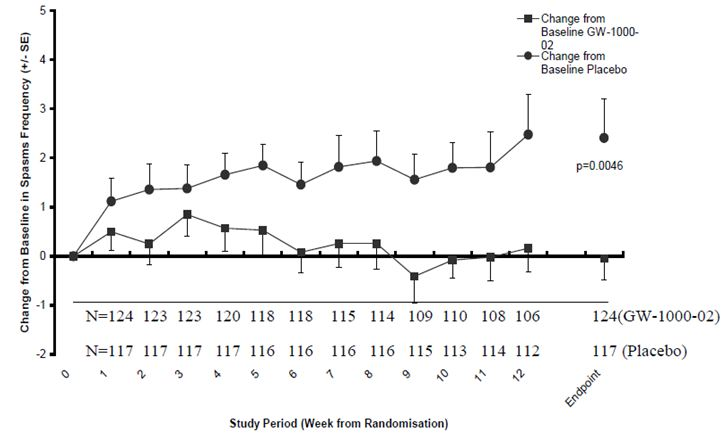 Change from
Baseline GW-1000-
02
Change from
Baseline Placebo
Change from Baseline in Spasms Frequency (+/- SE)
5
4
3
2
1
0
-1
-2
p=0.0046
N=124 123 123 120 118 118 115 114 109 110 108 106 124(GW-1000-02)
N=117 117 117 117 116 116 116 116 115 113 114 112 117 (Placebo)
0 1 2 3 4 5 6 7 8 9 10 11 12 Endpoint
Study Period (Week from Randomisation)